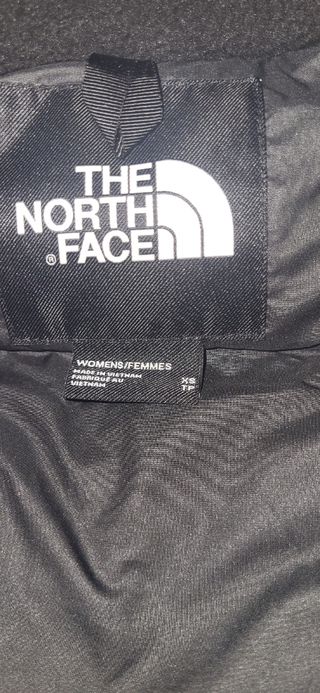 THE
NORTH
FACE
®
WOMENS/FEMMES
MADE IN VIETNAM
FABRIQUÉ AU
VIETNAM
XS
TP